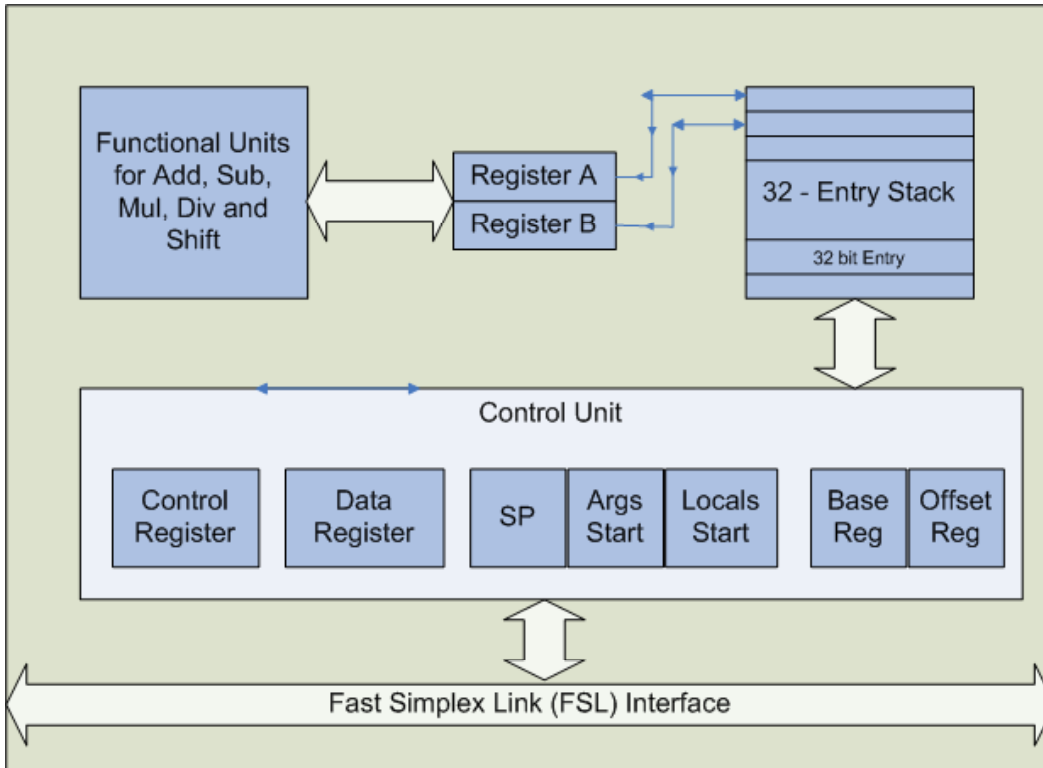 Functional Units
for Add, Sub,
Mul, Div and
Shift
Register A
Register B
32 - Entry Stack
32 bit Entry
Control Unit
Control
Register
Data
Register
SP
Args
Start
Locals
Start
Base
Reg
Offset
Reg
Fast Simplex Link (FSL) Interface